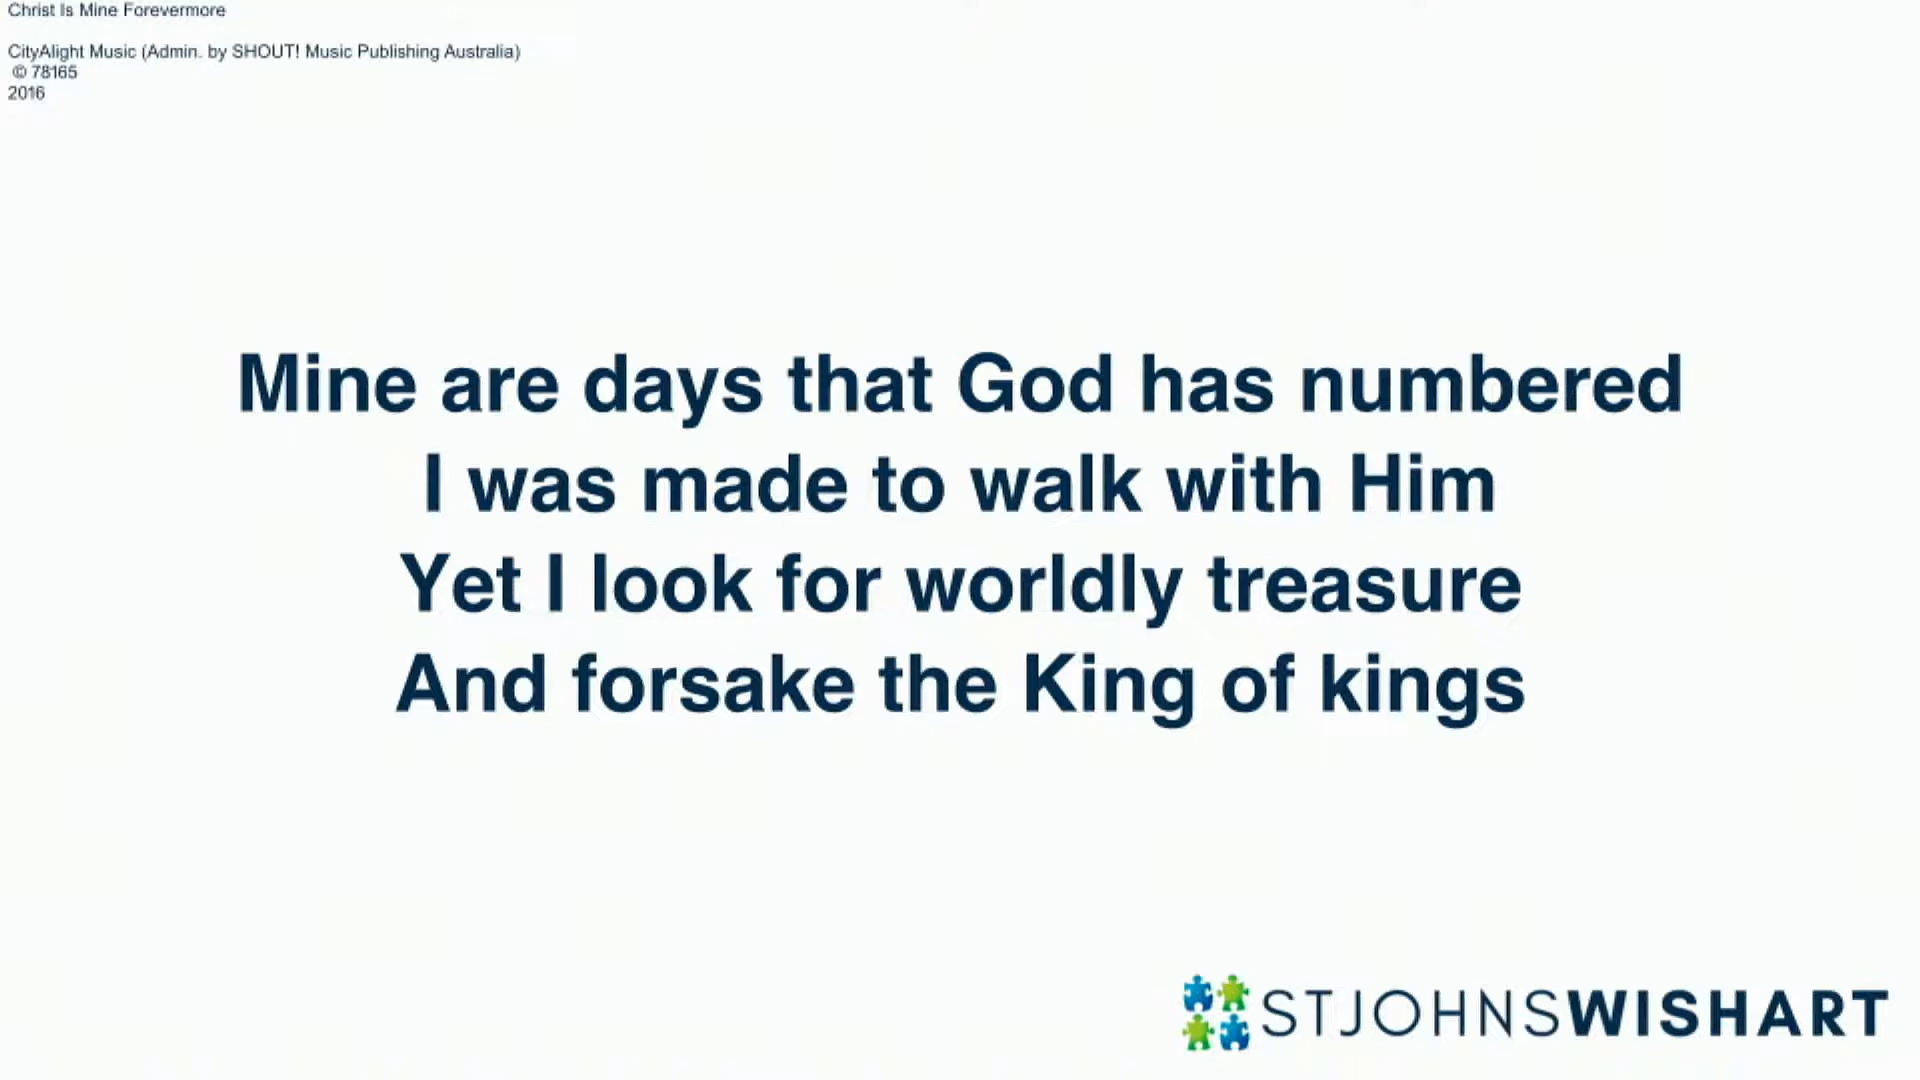 Christ Is Mine Forevermore
CityAlight Music (Admin. by SHOUT! Music Publishing Australia)
© 78165
2016
Mine are days that God has numbered
I was made to walk with Him
Yet I look for worldly treasure
And forsake the King of kings
STJOHNSWISHART